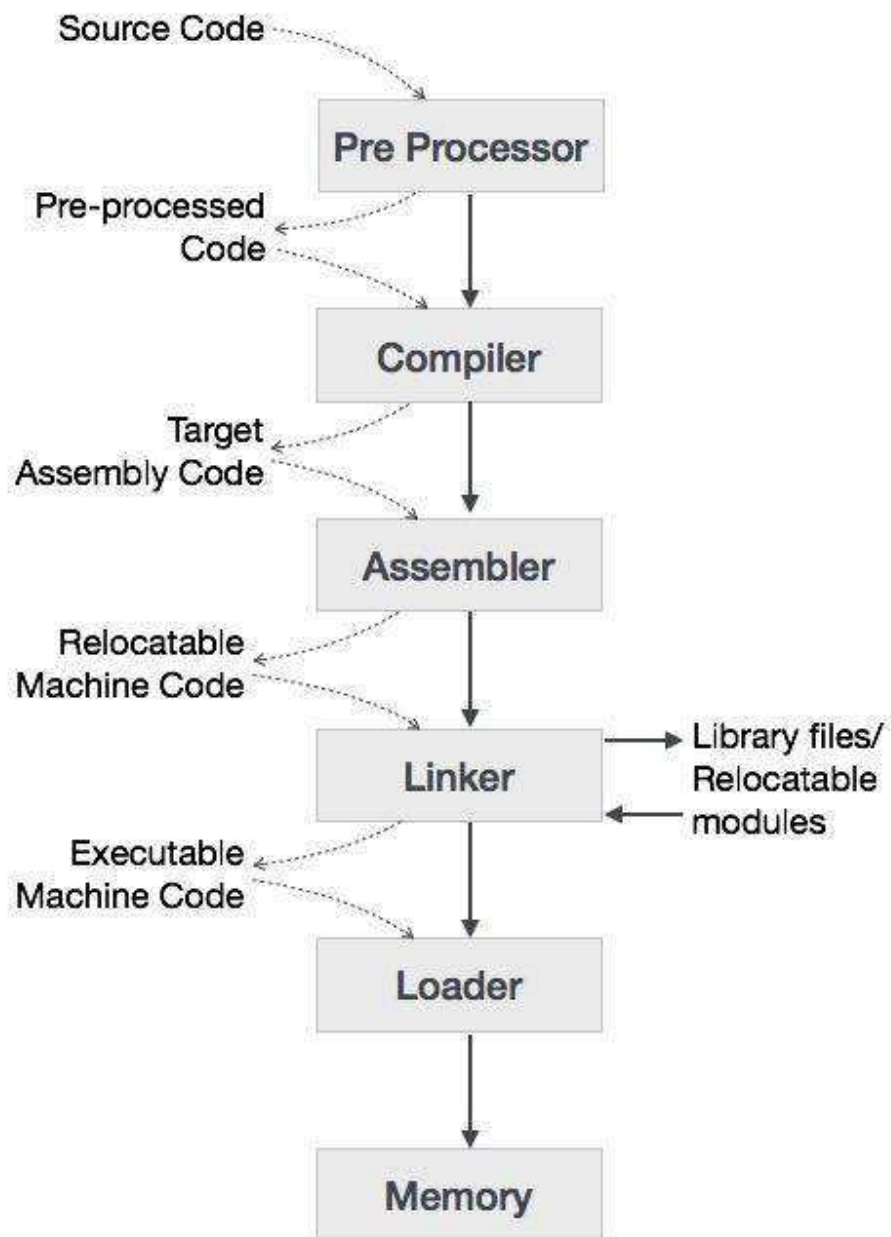 Source Code
Pre Processor
Pre-processed
Code
Compiler
Target
Assembly Code
Assembler
Relocatable
Machine Code
Linker
Library files/
Relocatable
modules
Executable
Machine Code
Loader
Memory